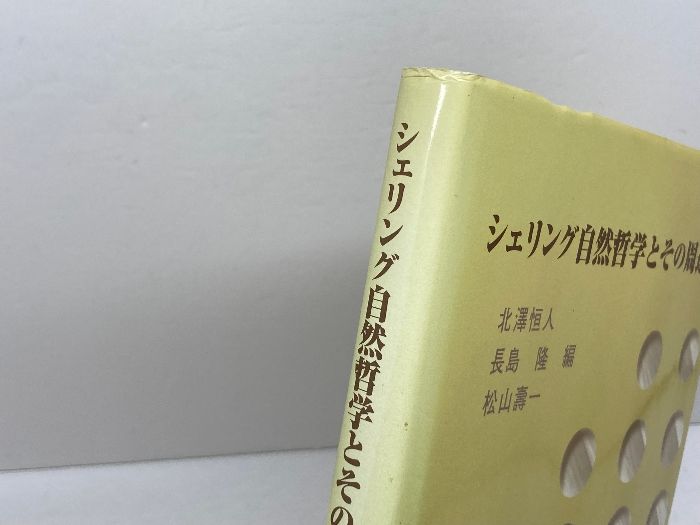 シェリング自然哲学とその
シェリング自然哲学とその周
北澤恒人
長島 隆 編
松山壽一